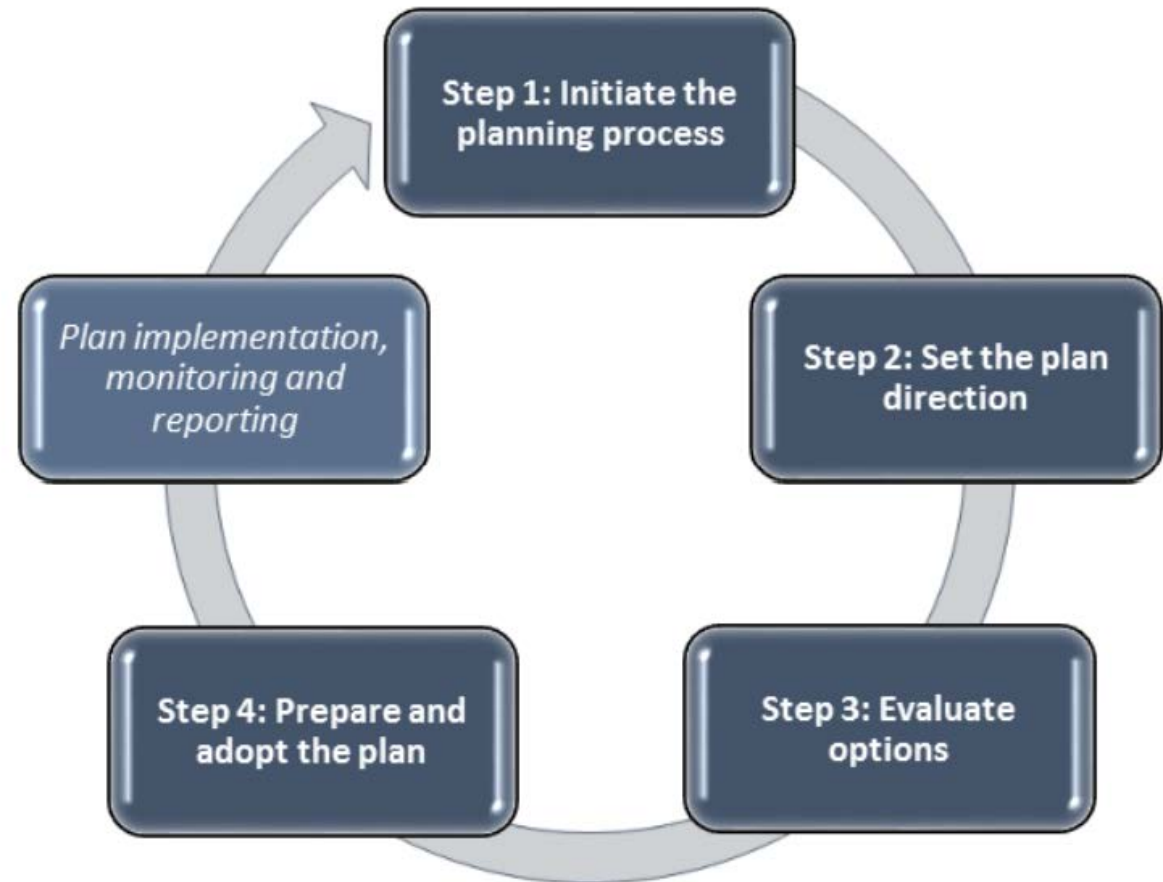 Step 1: Initiate the
planning process
Step 2: Set the plan
direction
Step 3: Evaluate
options
Step 4: Prepare and
adopt the plan
Plan implementation,
monitoring and
reporting